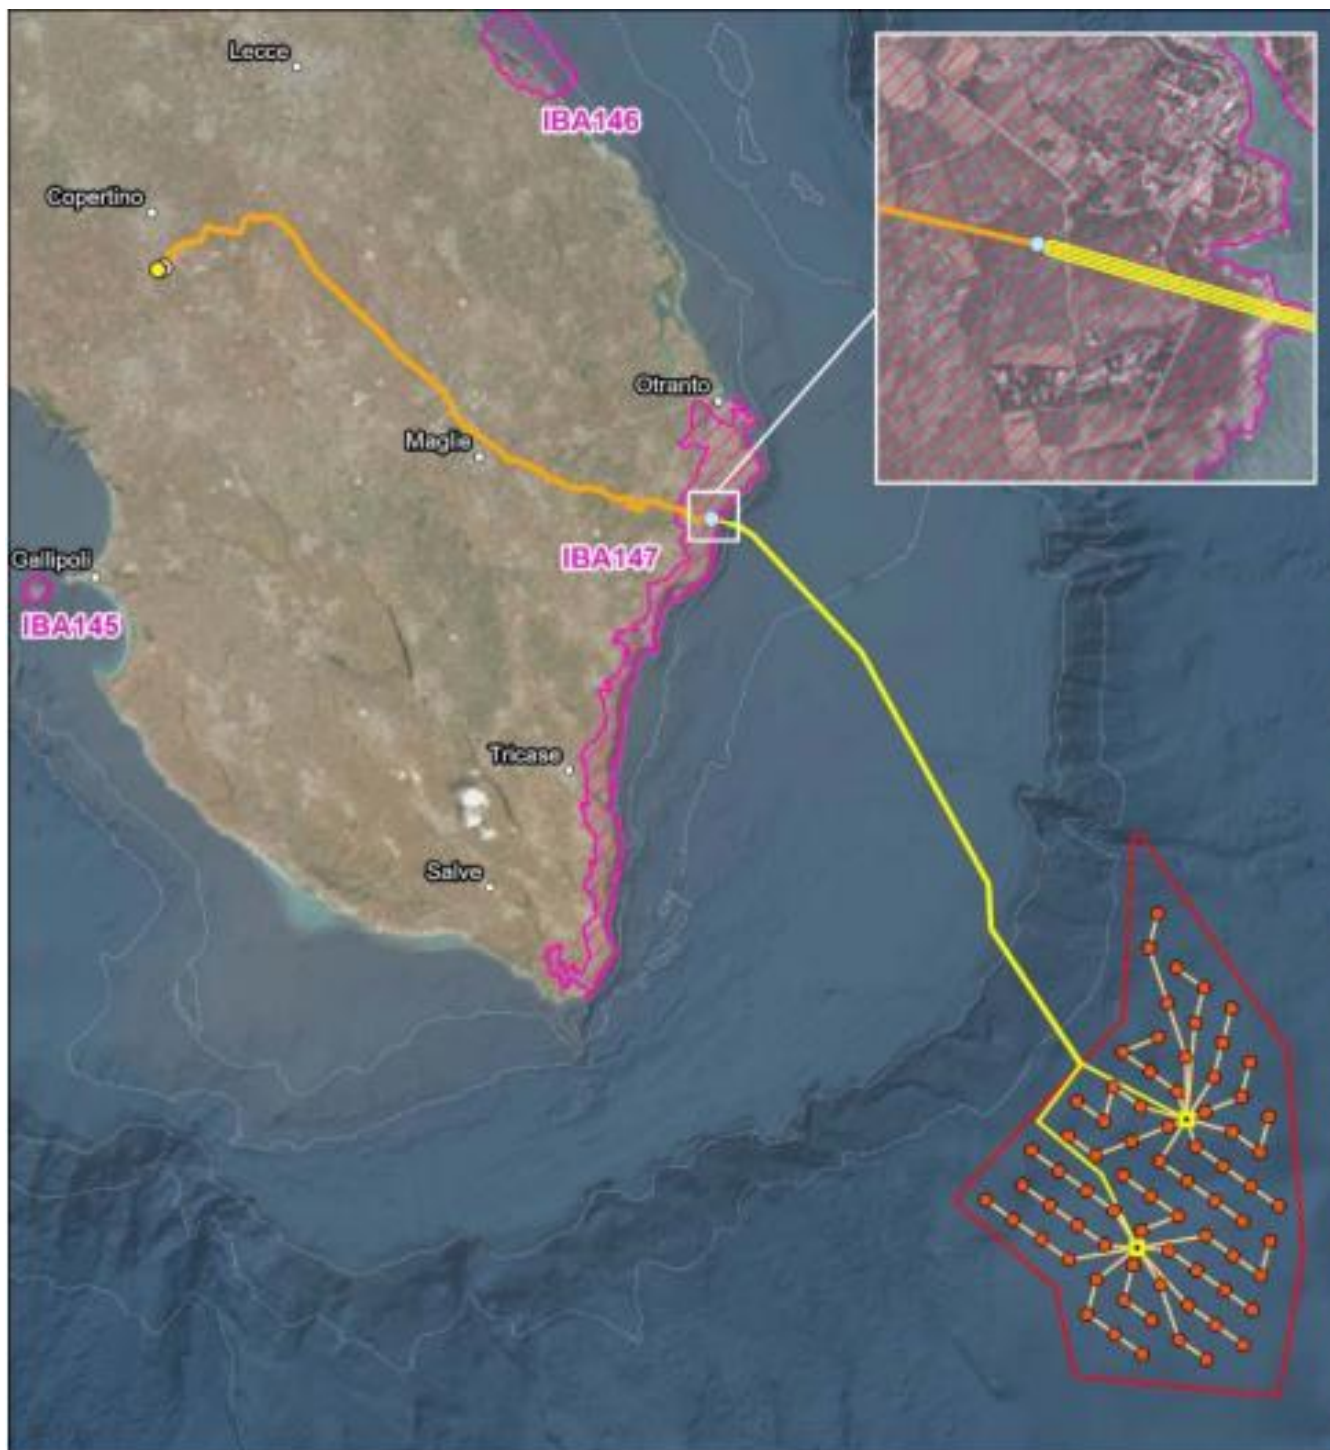 Lecce
IBA146
Copertino
Otranto
Maglie
IBA147
Gallipoli
IBA145
Tricase
Salve